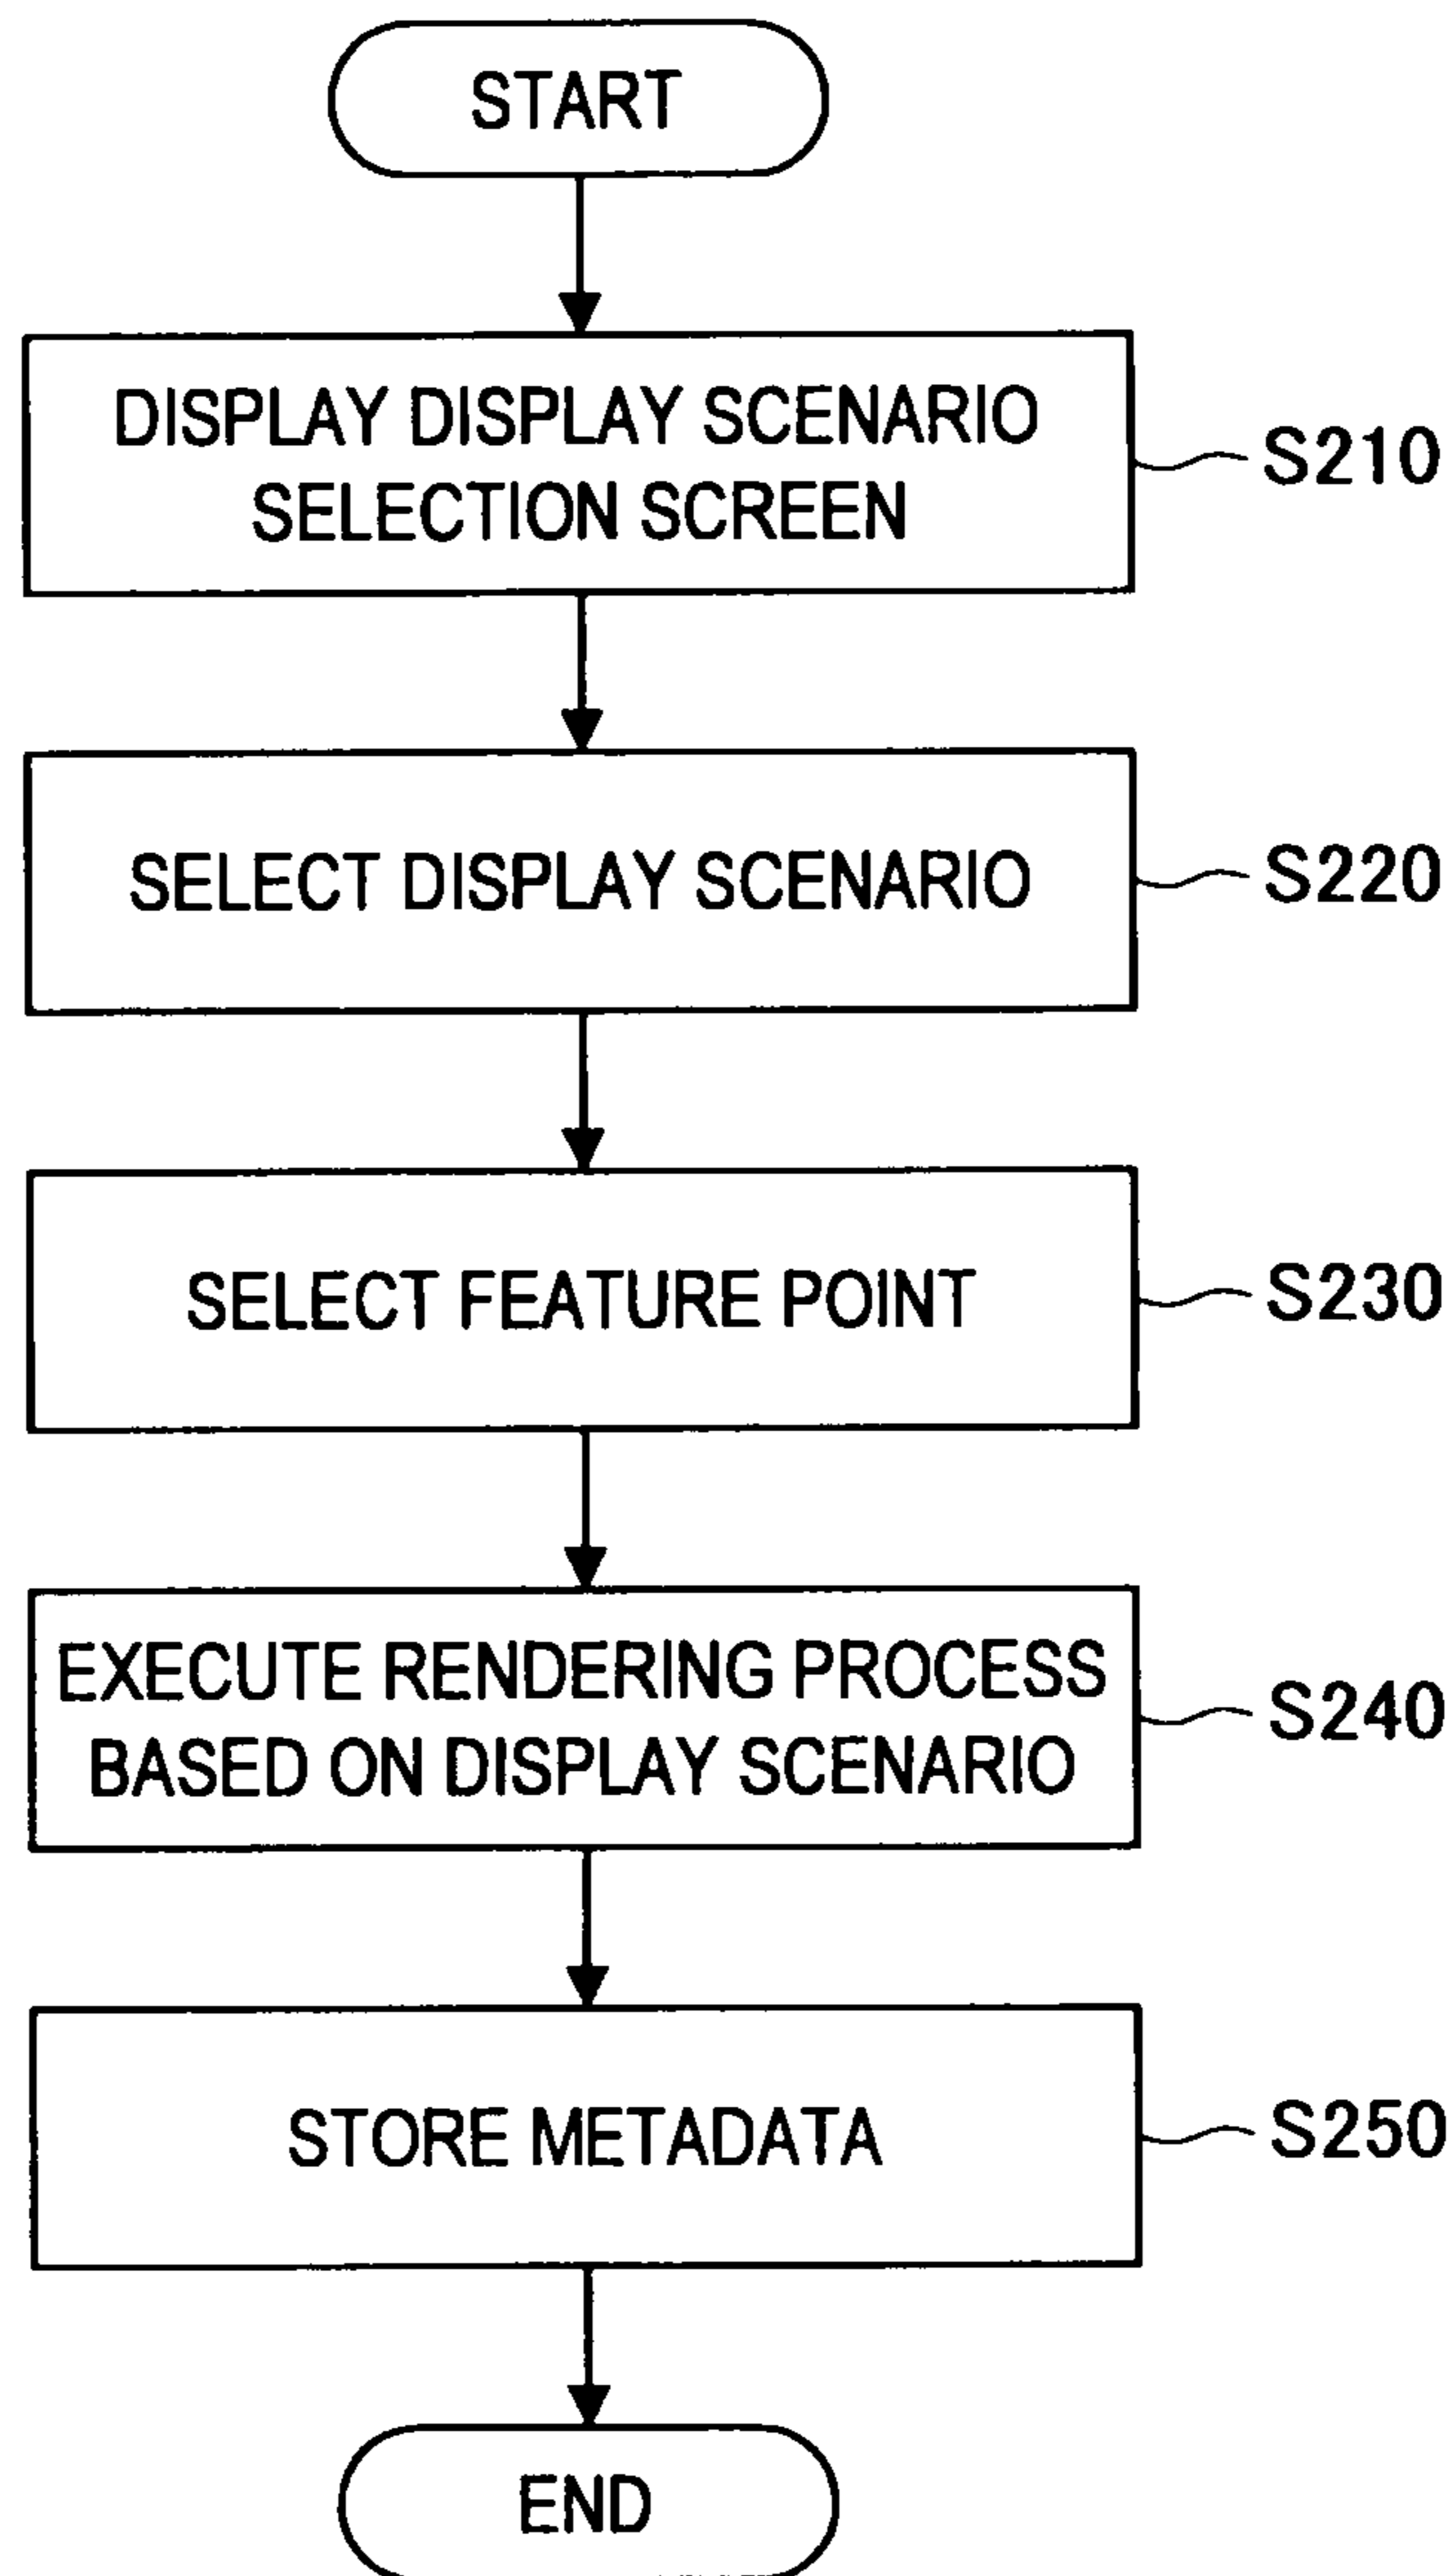 START
DISPLAY DISPLAY SCENARIO
SELECTION SCREEN
S210
SELECT DISPLAY SCENARIO
S220
SELECT FEATURE POINT
S230
EXECUTE RENDERING PROCESS
BASED ON DISPLAY SCENARIO
S240
STORE METADATA
S250
END